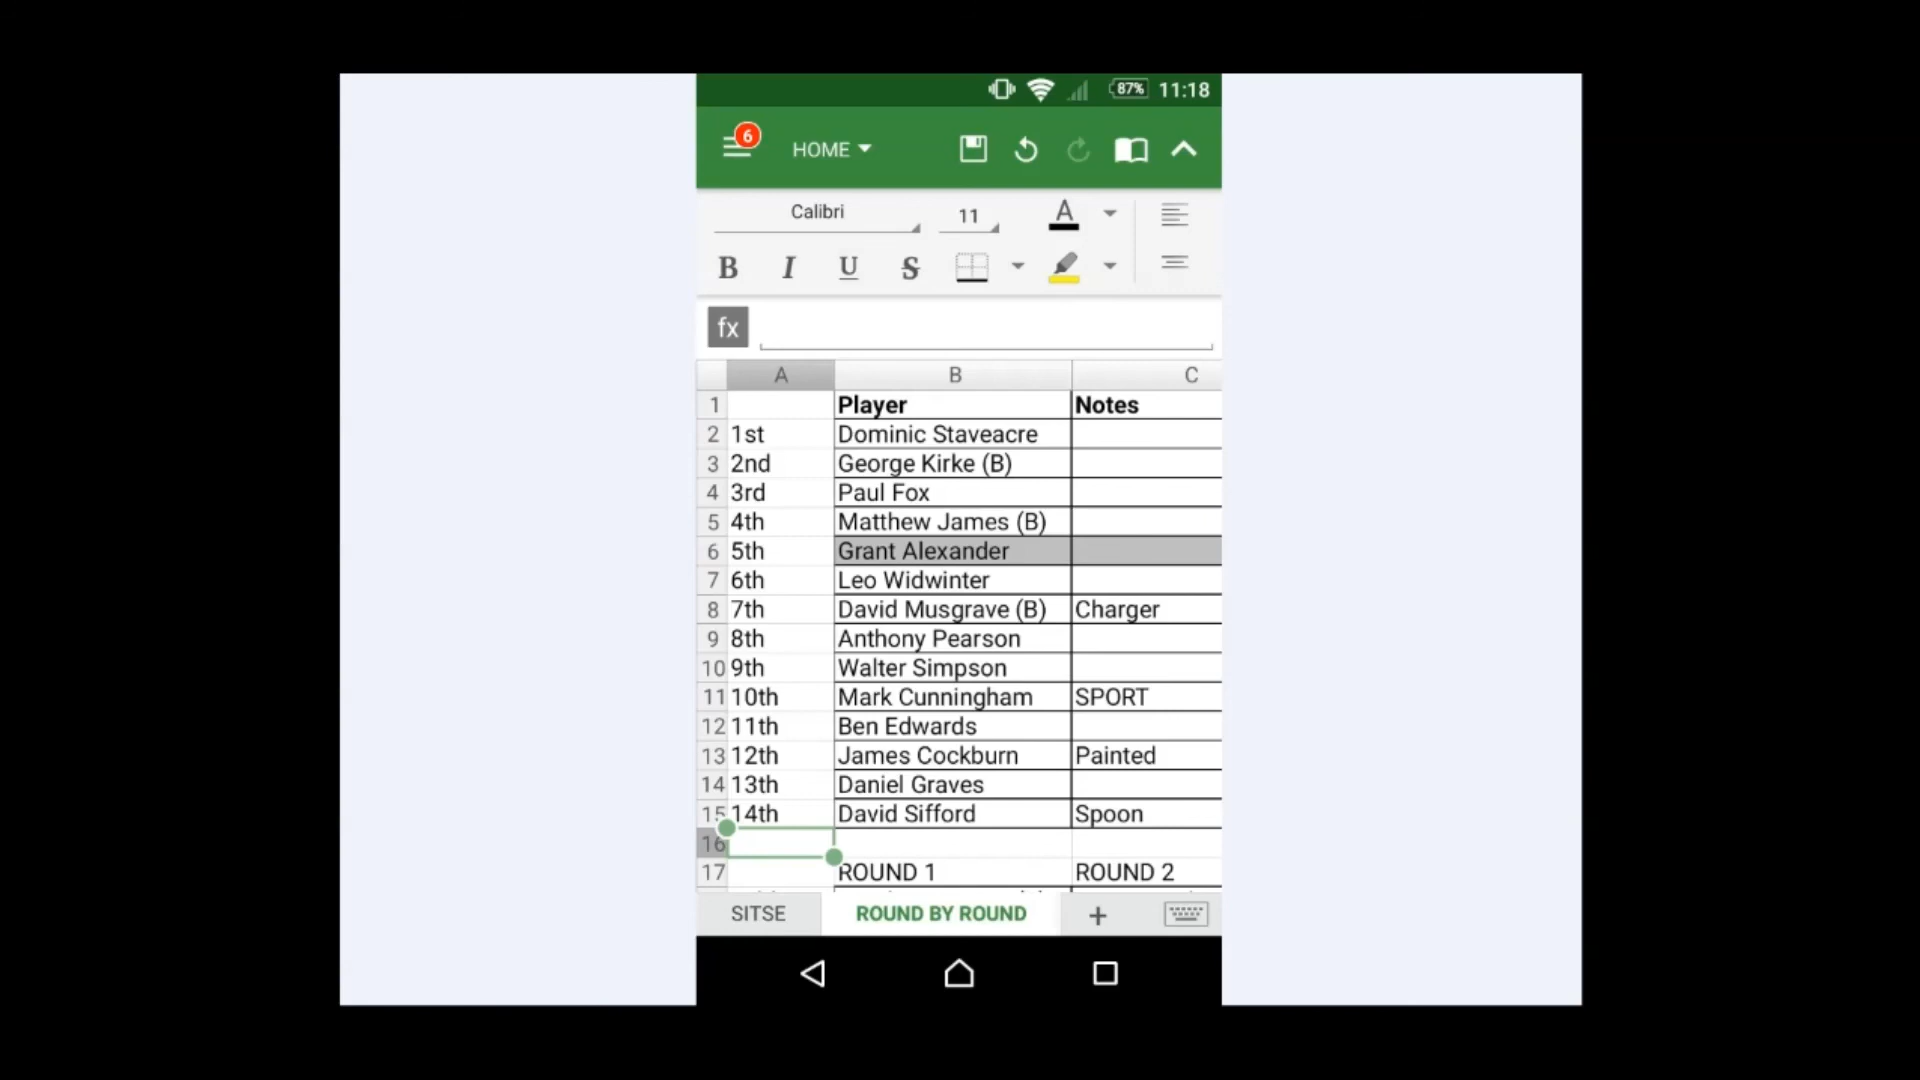 87% 11:18
6 HOME
Calibri 11 A
B I U S
fx
A B C
1 Player Notes
2 1st Dominic Staveacre
3 2nd George Kirke (B)
4 3rd Paul Fox
5 4th Matthew James (B)
6 5th Grant Alexander
7 6th Leo Widwinter
8 7th David Musgrave (B) Charger
9 8th Anthony Pearson
10 9th Walter Simpson
11 10th Mark Cunningham SPORT
12 11th Ben Edwards
13 12th James Cockburn Painted
14 13th Daniel Graves
15 14th David Sifford Spoon
16
17 ROUND 1 ROUND 2
SITSE ROUND BY ROUND +